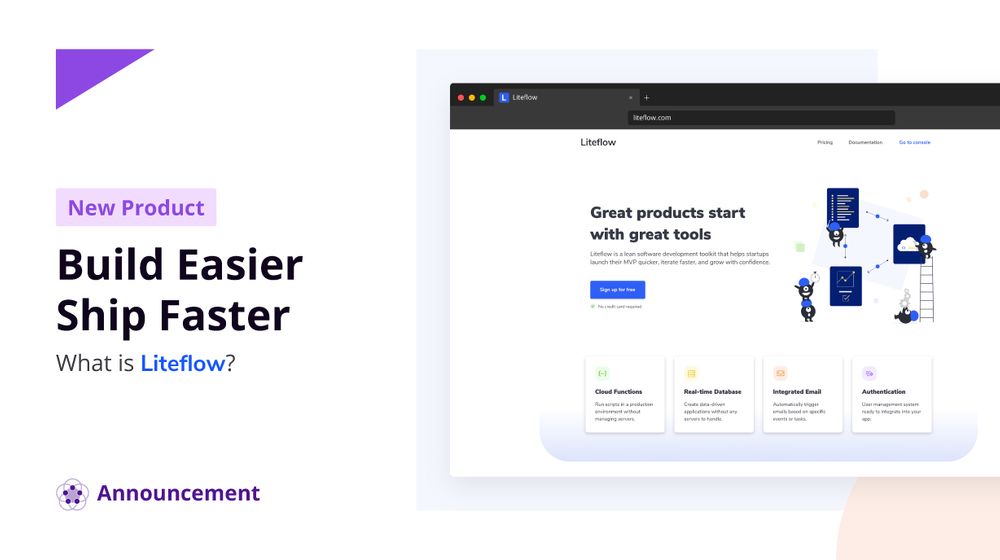 New Product
Build Easier
Ship Faster
What is Liteflow?
Announcement
L Liteflow × +
liteflow.com
Liteflow
Pricing Documentation Go to console
Great products start
with great tools
Liteflow is a lean software development toolkit that helps startups
launch their MVP quicker, iterate faster, and grow with confidence.
Sign up for free
No credit card required
Cloud Functions
Run scripts in a production
environment without
managing servers.
Real-time Database
Create data-driven
applications without any
servers to handle.
Integrated Email
Automatically trigger
emails based on specific
events or tasks.
Authentication
User management system
ready to integrate into your
app.